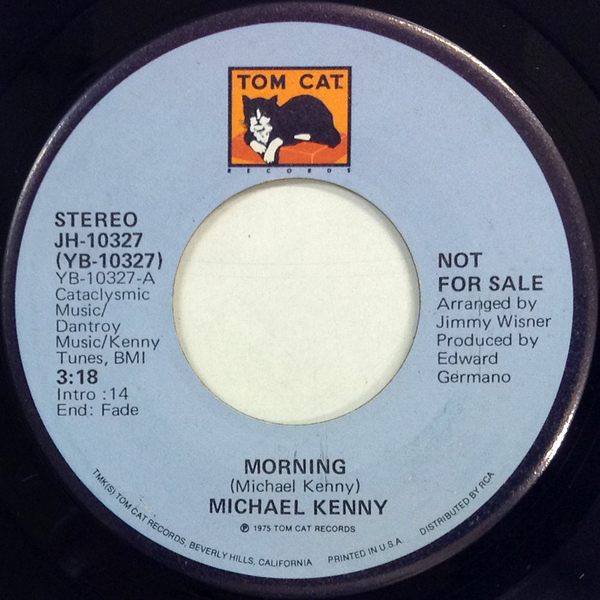 TOM CAT
RECORDS
STEREO
JH-10327
(YB-10327)
YB-10327-A
Cataclysmic
Music/
Dantroy
Music/Kenny
Tunes, BMI
3:18
Intro :14
End: Fade
NOT
FOR SALE
Arranged by
Jimmy Wisner
Produced by
Edward
Germano
MORNING
(Michael Kenny)
MICHAEL KENNY
℗ 1975 TOM CAT RECORDS
TMK(S) TOM CAT RECORDS, BEVERLY HILLS, CALIFORNIA PRINTED IN U.S.A. DISTRIBUTED BY RCA